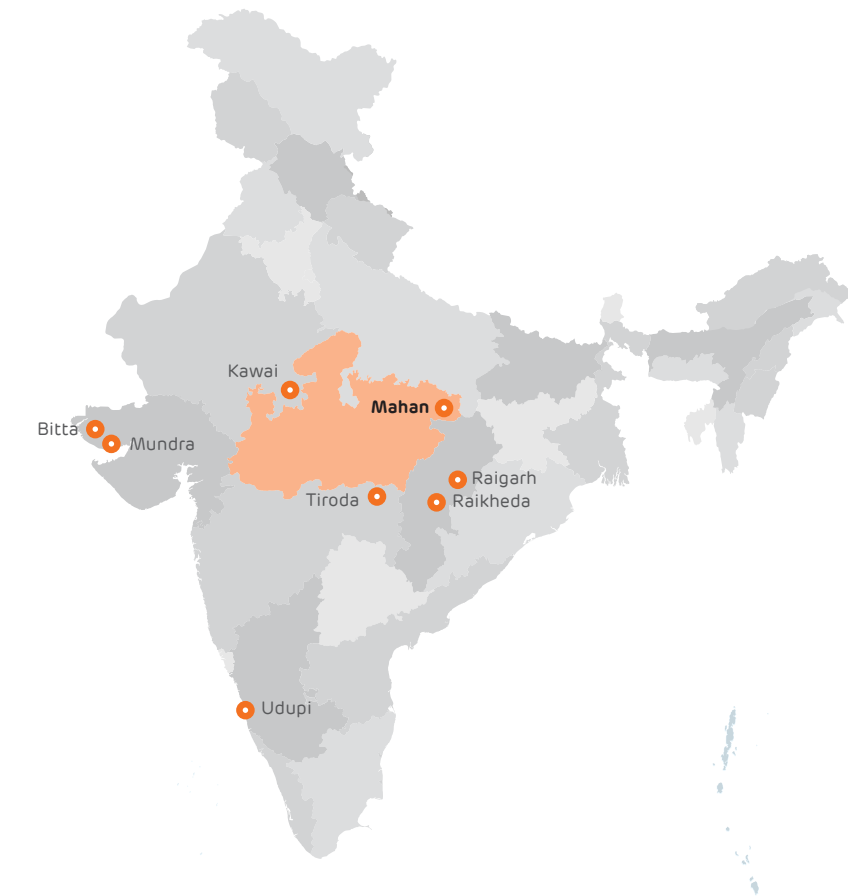 Kawai
Mahan
Bitta
Mundra
Raigarh
Tiroda
Raikheda
Udupi